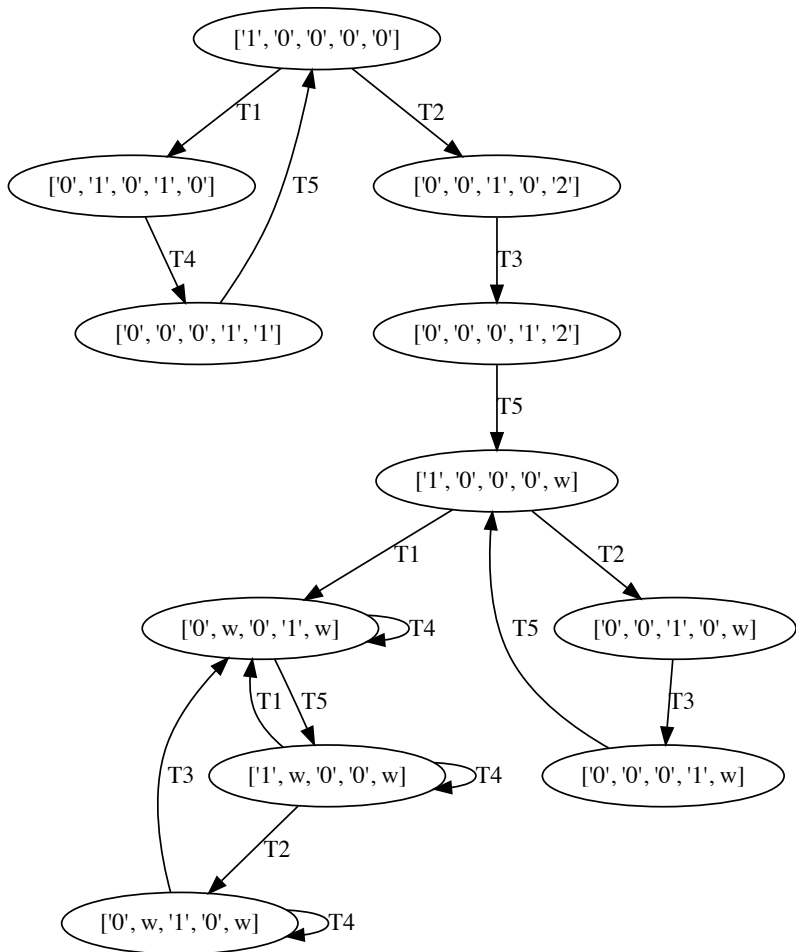 ['1', '0', '0', '0', '0']
T1
T2
['0', '1', '0', '1', '0']
T5
['0', '0', '1', '0', '2']
T4
T3
['0', '0', '0', '1', '1']
['0', '0', '0', '1', '2']
T5
['1', '0', '0', '0', w]
T1
T2
['0', w, '0', '1', w]
T4
T5
['0', '0', '1', '0', w]
T1
T5
T3
T3
['1', w, '0', '0', w]
T4
['0', '0', '0', '1', w]
T2
['0', w, '1', '0', w]
T4